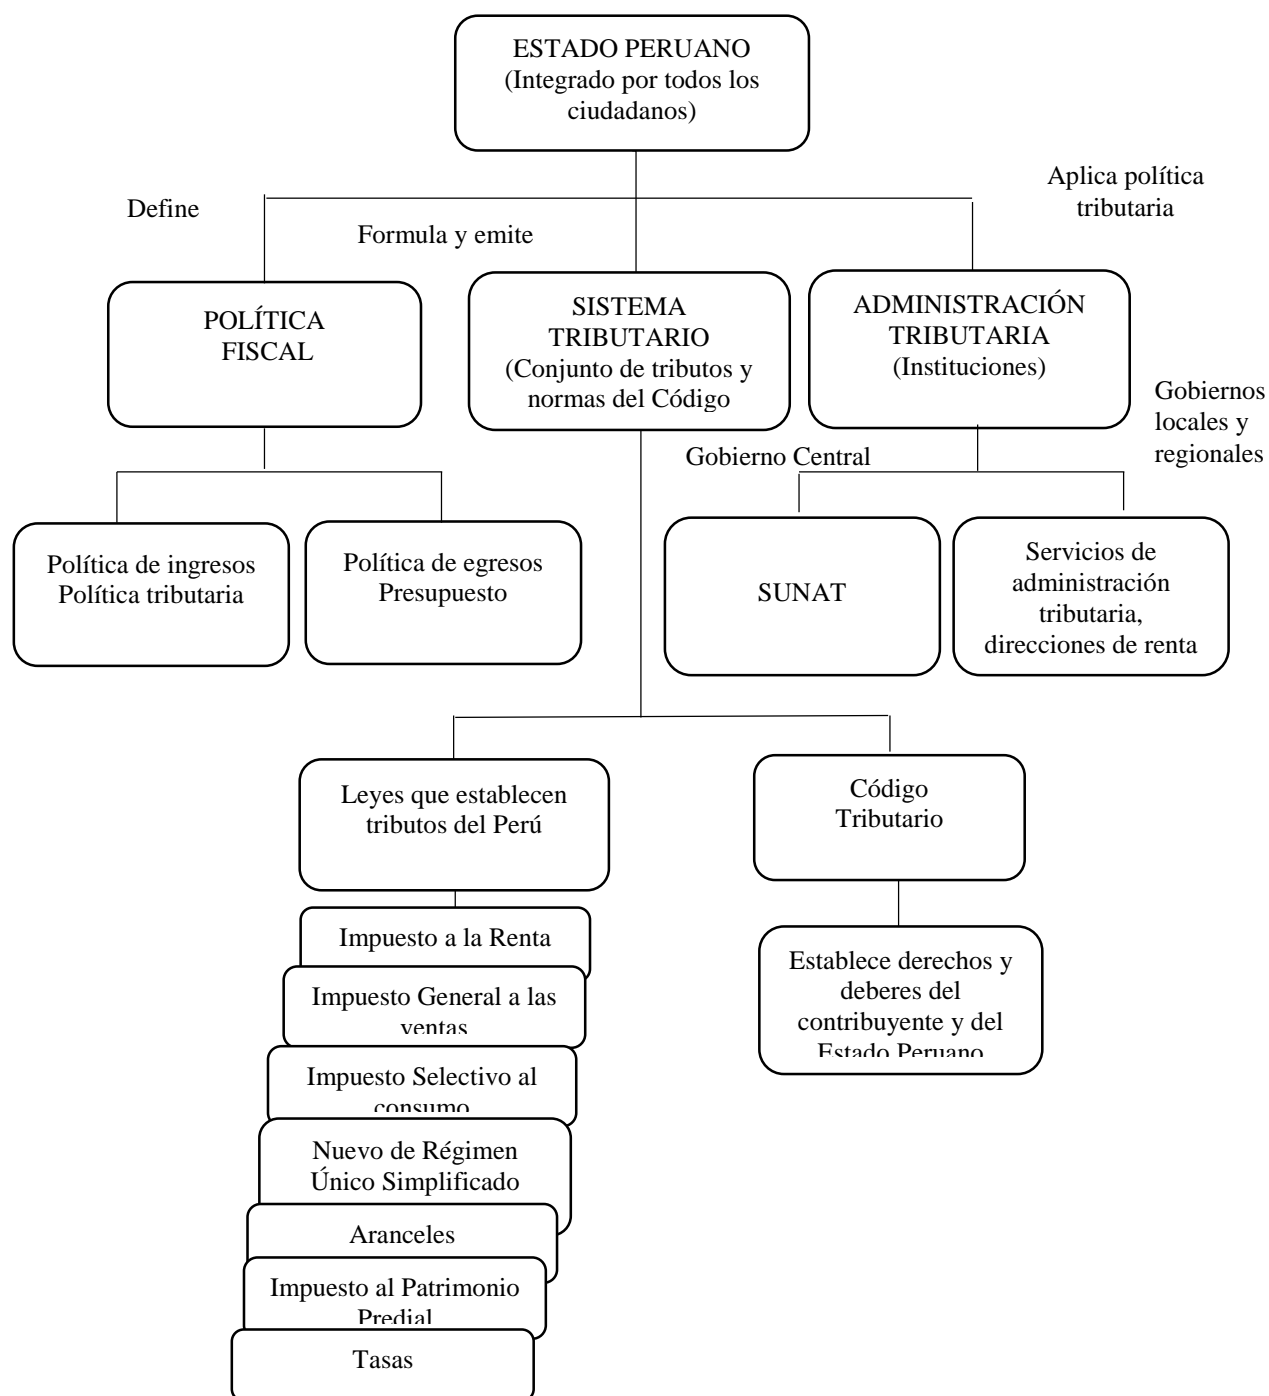 ESTADO PERUANO
(Integrado por todos los
ciudadanos)
Define
Formula y emite
Aplica política
tributaria
POLÍTICA
FISCAL
SISTEMA
TRIBUTARIO
(Conjunto de tributos y
normas del Código
ADMINISTRACIÓN
TRIBUTARIA
(Instituciones)
Gobierno Central
Gobiernos
locales y
regionales
Política de ingresos
Política tributaria
Política de egresos
Presupuesto
SUNAT
Servicios de
administración
tributaria,
direcciones de renta
Leyes que establecen
tributos del Perú
Código
Tributario
Impuesto a la Renta
Impuesto General a las
ventas
Impuesto Selectivo al
consumo
Nuevo de Régimen
Único Simplificado
Aranceles
Impuesto al Patrimonio
Predial
Tasas
Establece derechos y
deberes del
contribuyente y del
Estado Peruano